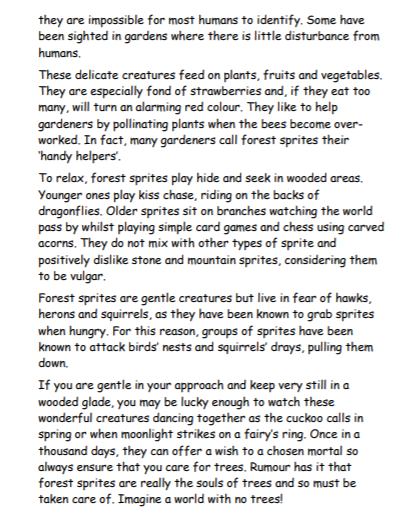 they are impossible for most humans to identify. Some have
been sighted in gardens where there is little disturbance from
humans.
These delicate creatures feed on plants, fruits and vegetables.
They are especially fond of strawberries and, if they eat too
many, will turn an alarming red colour. They like to help
gardeners by pollinating plants when the bees become over-
worked. In fact, many gardeners call forest sprites their
'handy helpers'.
To relax, forest sprites play hide and seek in wooded areas.
Younger ones play kiss chase, riding on the backs of
dragonflies. Older sprites sit on branches watching the world
pass by whilst playing simple card games and chess using carved
acorns. They do not mix with other types of sprite and
positively dislike stone and mountain sprites, considering them
to be vulgar.
Forest sprites are gentle creatures but live in fear of hawks,
herons and squirrels, as they have been known to grab sprites
when hungry. For this reason, groups of sprites have been
known to attack birds' nests and squirrels' drays, pulling them
down.
If you are gentle in your approach and keep very still in a
wooded glade, you may be lucky enough to watch these
wonderful creatures dancing together as the cuckoo calls in
spring or when moonlight strikes on a fairy's ring. Once in a
thousand days, they can offer a wish to a chosen mortal so
always ensure that you care for trees. Rumour has it that
forest sprites are really the souls of trees and so must be
taken care of. Imagine a world with no trees!